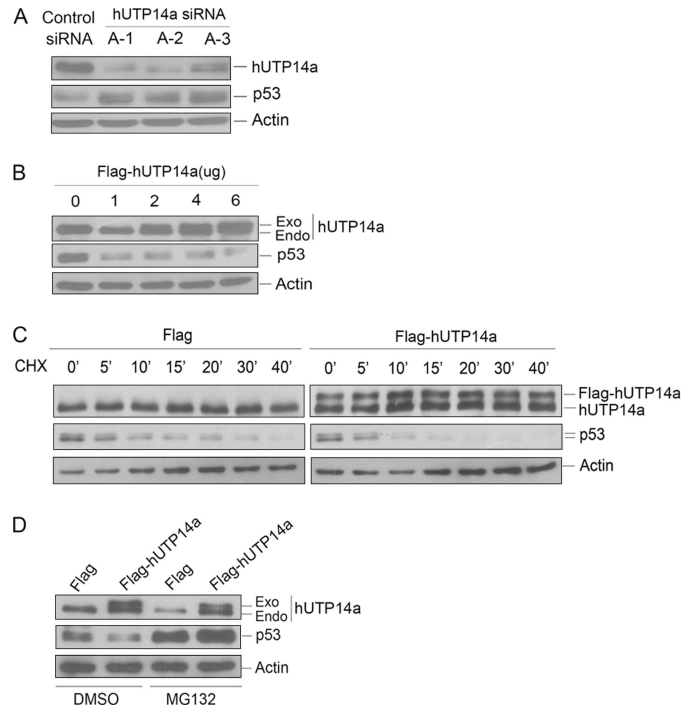 A
Control siRNA hUTP14a siRNA
A-1 A-2 A-3
hUTP14a
p53
Actin
B
Flag-hUTP14a(ug)
0 1 2 4 6
Exo
Endo
hUTP14a
p53
Actin
C
Flag Flag-hUTP14a
CHX 0' 5' 10' 15' 20' 30' 40' 0' 5' 10' 15' 20' 30' 40'
Flag-hUTP14a
hUTP14a
p53
Actin
D
Flag Flag-hUTP14a Flag Flag-hUTP14a
Exo
Endo
hUTP14a
p53
Actin
DMSO MG132